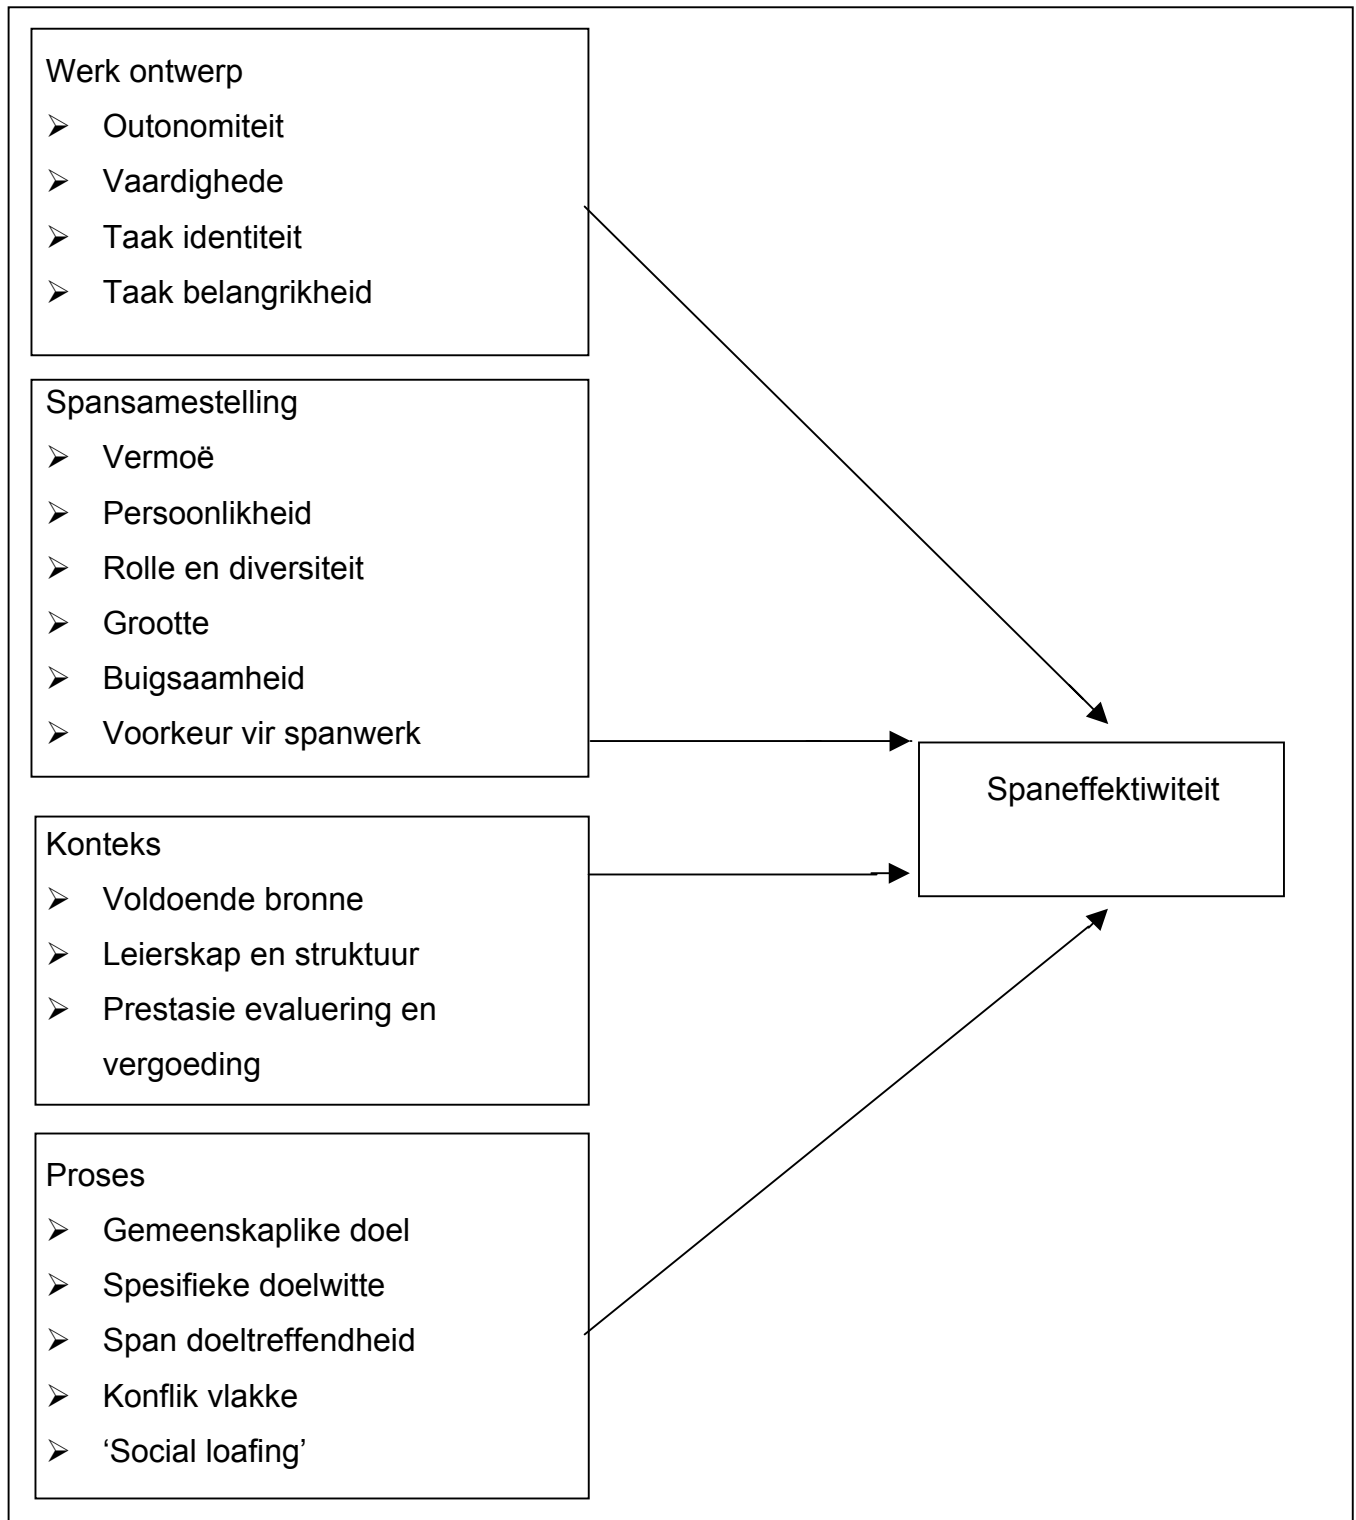 Werk ontwerp
➢ Outonomiteit
➢ Vaardighede
➢ Taak identiteit
➢ Taak belangrikheid
Spansamestelling
➢ Vermoë
➢ Persoonlikheid
➢ Rolle en diversiteit
➢ Grootte
➢ Buigsaamheid
➢ Voorkeur vir spanwerk
Konteks
➢ Voldoende bronne
➢ Leierskap en struktuur
➢ Prestasie evaluering en
vergoeding
Proses
➢ Gemeenskaplike doel
➢ Spesifieke doelwitte
➢ Span doeltreffendheid
➢ Konflik vlakke
➢ ‘Social loafing’
Spaneffektiwiteit